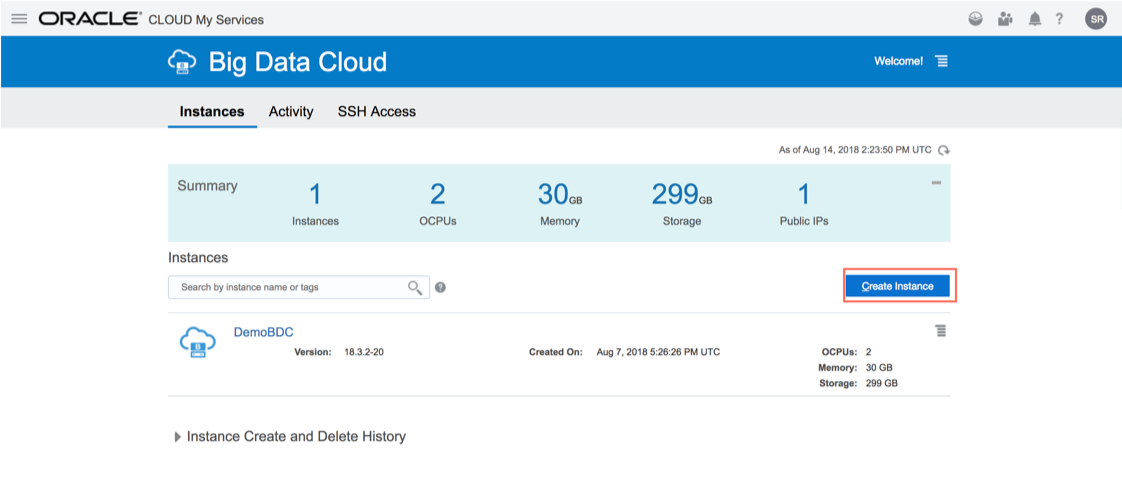 ORACLE® CLOUD My Services
? SR
Big Data Cloud
Welcome!
Instances Activity SSH Access
As of Aug 14, 2018 2:23:50 PM UTC
Summary
1 2 30GB 299GB 1
Instances OCPUs Memory Storage Public IPs
Instances
Search by instance name or tags ?
Create Instance
DemoBDC
Version: 18.3.2-20 Created On: Aug 7, 2018 5:26:26 PM UTC OCPUs: 2
Memory: 30 GB
Storage: 299 GB
Instance Create and Delete History